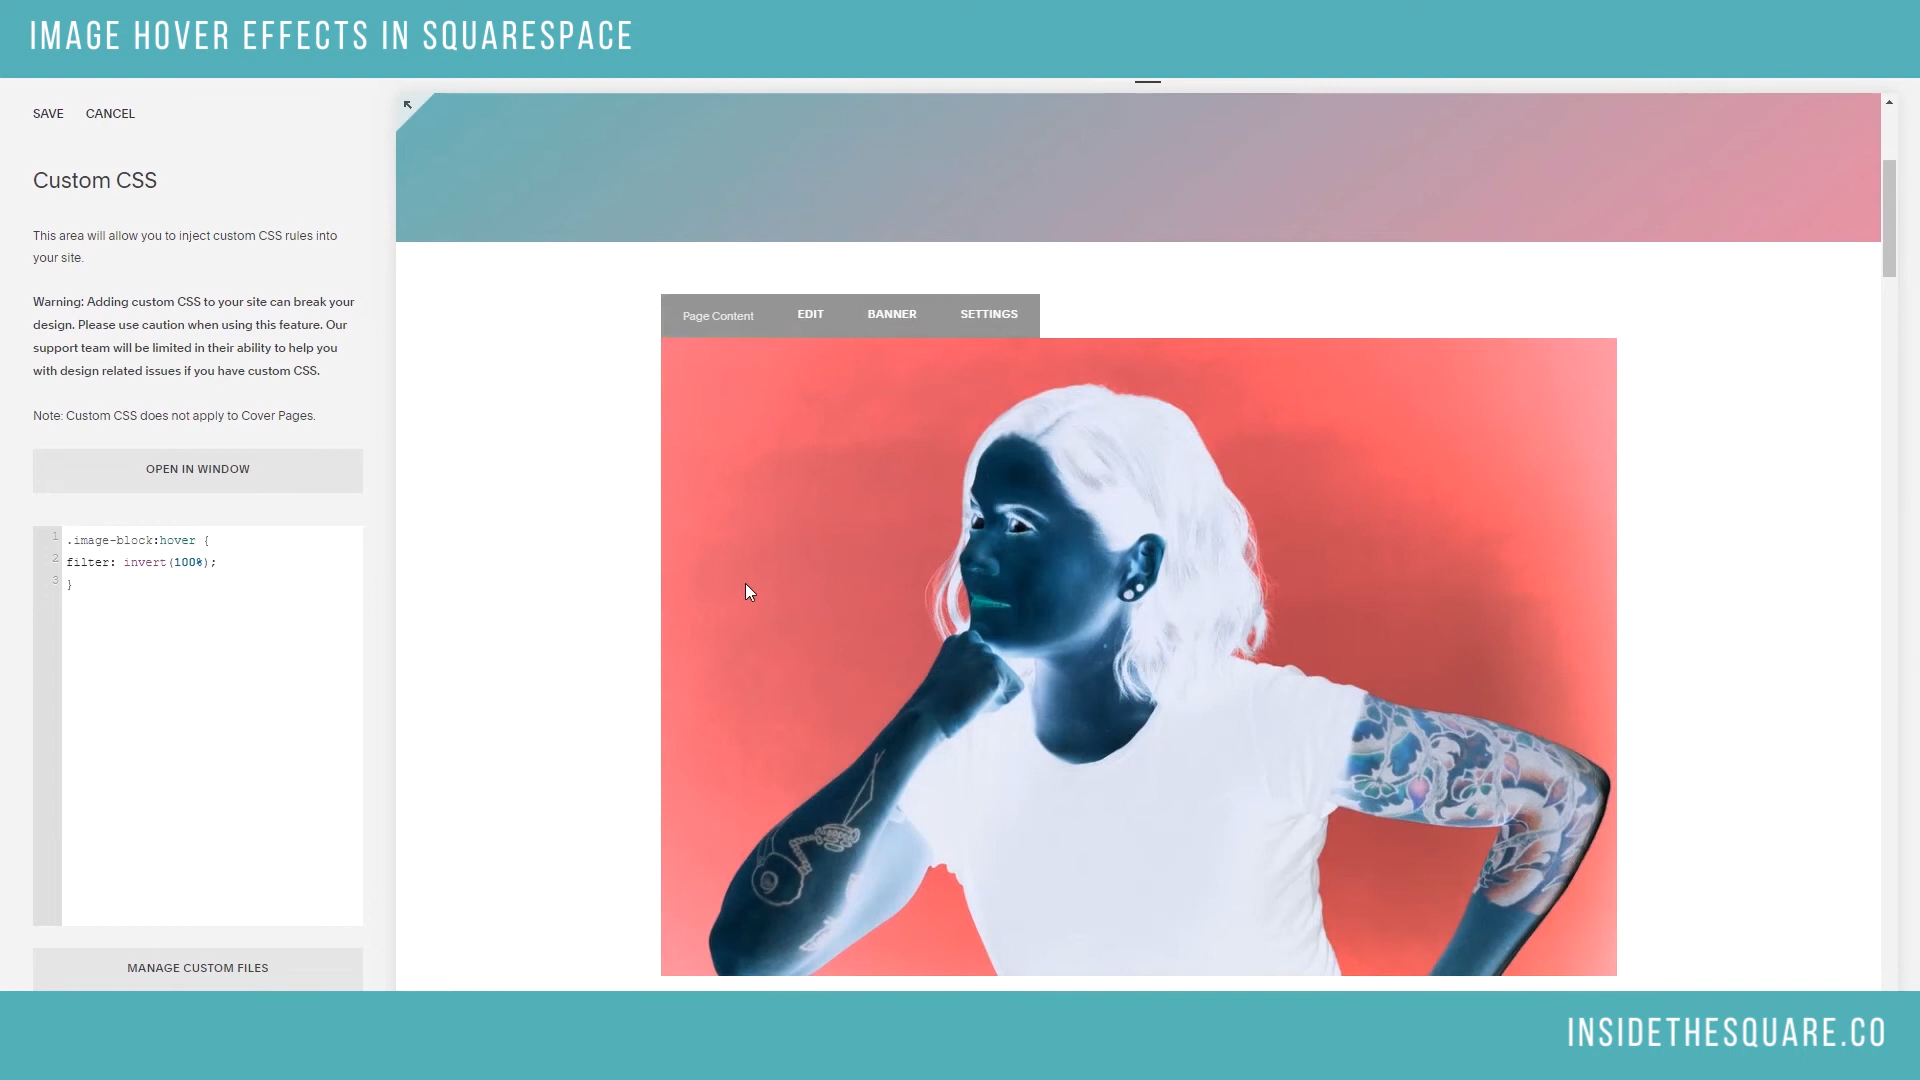 IMAGE HOVER EFFECTS IN SQUARESPACE
SAVE CANCEL
Custom CSS
This area will allow you to inject custom CSS rules into
your site.
Warning: Adding custom CSS to your site can break your
design. Please use caution when using this feature. Our
support team will be limited in their ability to help you
with design related issues if you have custom CSS.
Note: Custom CSS does not apply to Cover Pages.
OPEN IN WINDOW
1 .image-block:hover {
2 filter: invert(100%);
3 }
MANAGE CUSTOM FILES
Page Content EDIT BANNER SETTINGS
INSIDETHESQUARE.CO